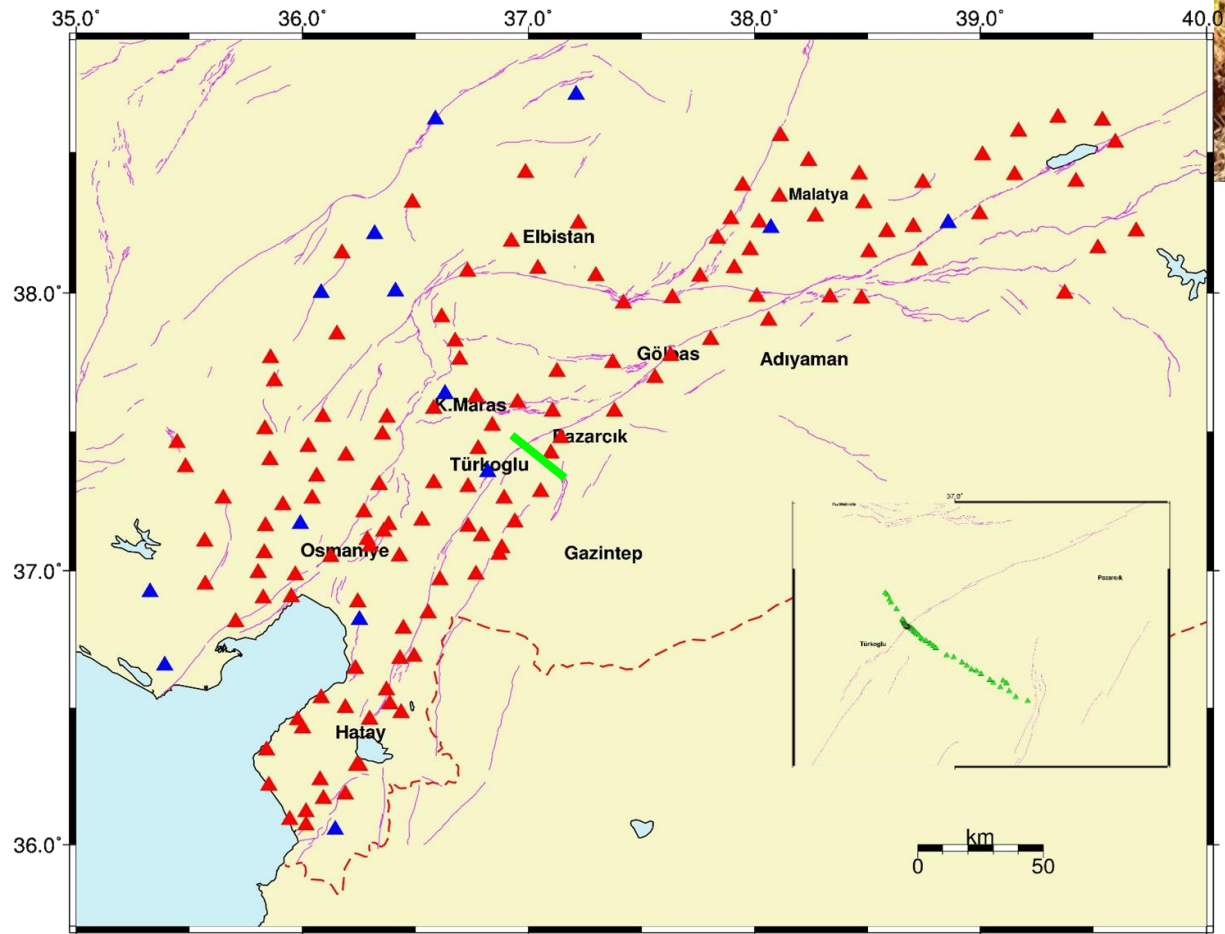 35.0˚ 36.0˚ 37.0˚ 38.0˚ 39.0˚ 40.0
Malatya
Elbistan
38.0˚
Gölbas
Adıyaman
K.Maras
Pazarcık
Türkoglu
37.0˚
Pazarcık
Osmaniye
Gazintep
37.0˚
Türkoglu
Hatay
km
36.0˚
0 50